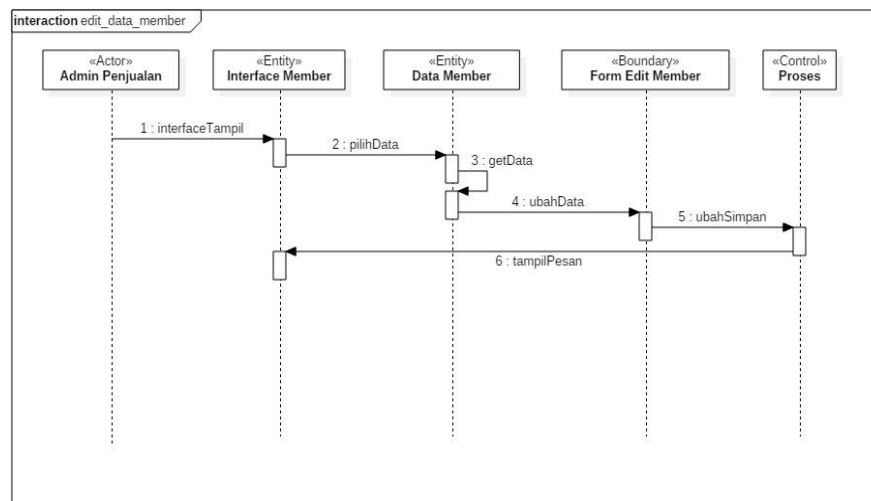 interaction edit_data_member
«Actor»
Admin Penjualan
«Entity»
Interface Member
«Entity»
Data Member
«Boundary»
Form Edit Member
«Control»
Proses
1 : interfaceTampil
2 : pilihData
3 : getData
4 : ubahData
5 : ubahSimpan
6 : tampilPesan